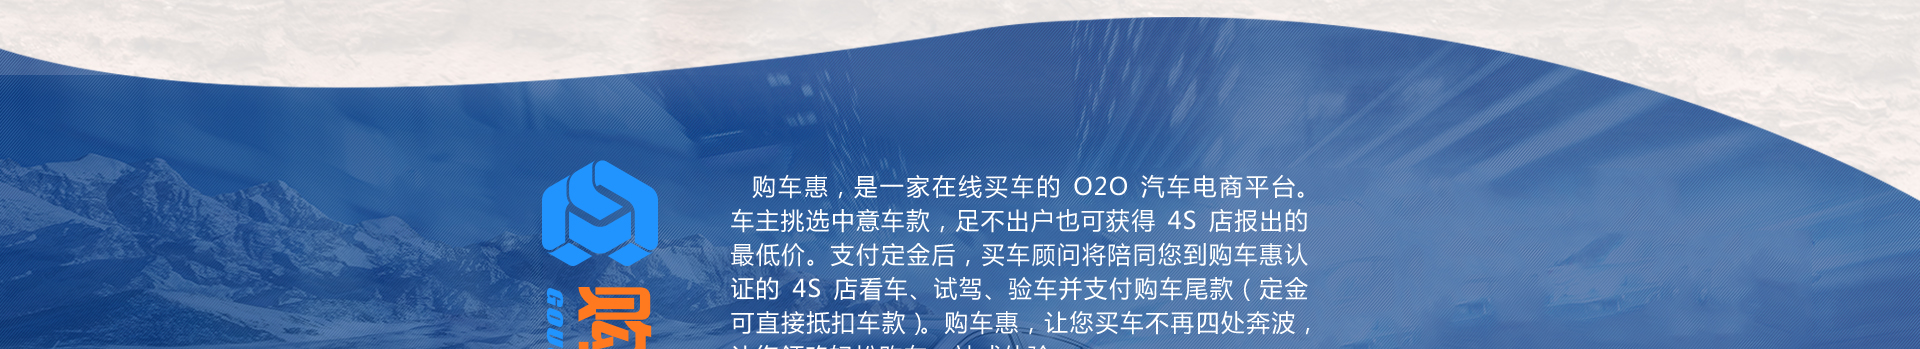 购车惠，是一家在线买车的 O2O 汽车电商平台。
车主挑选中意车款，足不出户也可获得 4S 店报出的
最低价。支付定金后，买车顾问将陪同您到购车惠认
证的 4S 店看车、试驾、验车并支付购车尾款（定金
可直接抵扣车款）。购车惠，让您买车不再四处奔波，
购
GOU